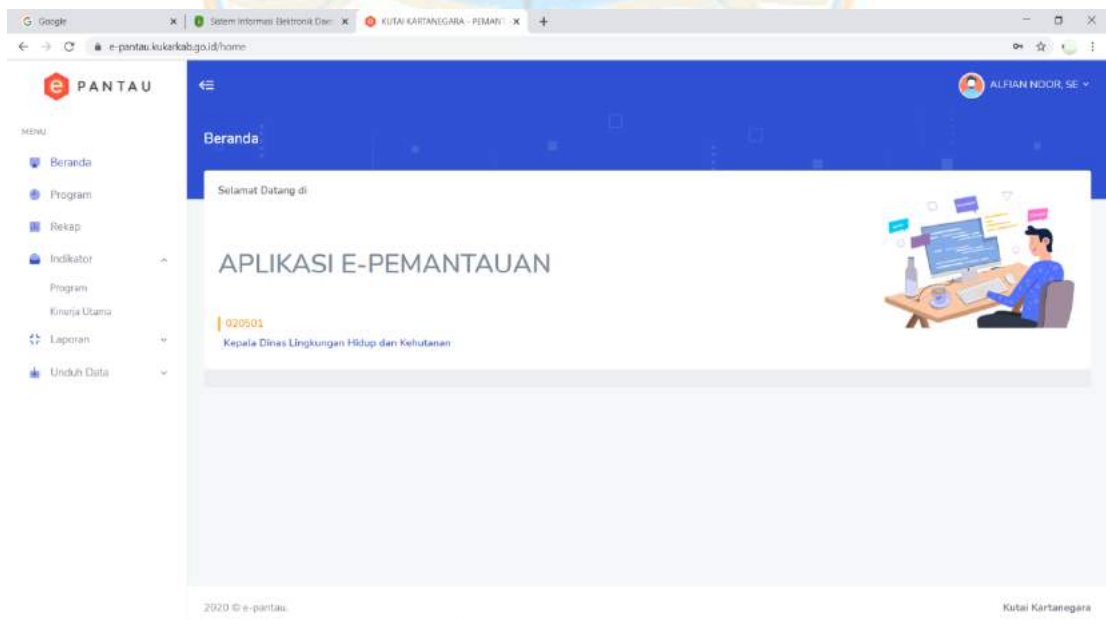 Google
Sistem Informasi Elektronik Daer
KUTAI KARTANEGARA - PEMANT
e-pantau.kukarkab.go.id/home
e PANTAU
ALFIAN NOOR, SE
MENU
Beranda
Program
Rekap
Indikator
Program
Kinerja Utama
Laporan
Unduh Data
Beranda
Selamat Datang di
APLIKASI E-PEMANTAUAN
020501
Kepala Dinas Lingkungan Hidup dan Kehutanan
2020 © e-pantau.
Kutai Kartanegara